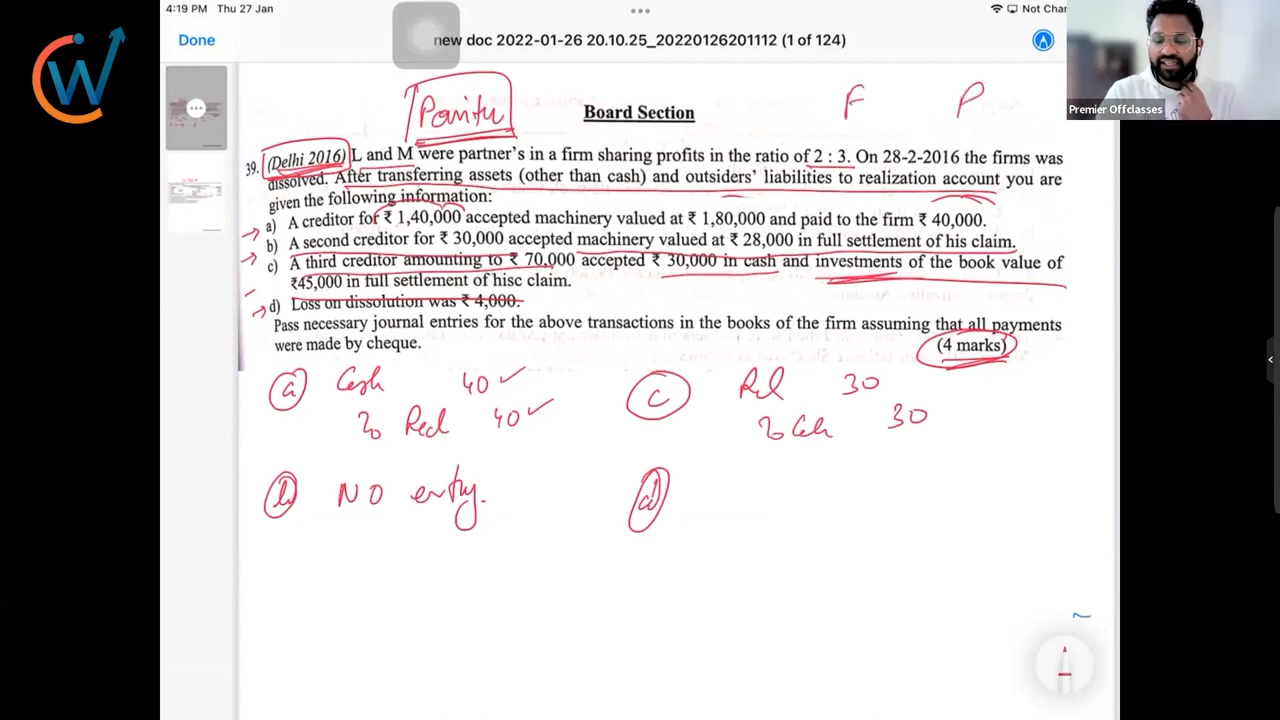 4:19 PM Thu 27 Jan
Not Char
Done
new doc 2022-01-26 20.10.25_20220126201112 (1 of 124)
CW
Premier Offclasses
Board Section
F P
39. (Delhi 2016) L and M were partner's in a firm sharing profits in the ratio of 2 : 3. On 28-2-2016 the firms was
dissolved. After transferring assets (other than cash) and outsiders' liabilities to realization account you are
given the following information:
a) A creditor for ₹ 1,40,000 accepted machinery valued at ₹ 1,80,000 and paid to the firm ₹ 40,000.
b) A second creditor for ₹ 30,000 accepted machinery valued at ₹ 28,000 in full settlement of his claim.
c) A third creditor amounting to ₹ 70,000 accepted ₹ 30,000 in cash and investments of the book value of
₹45,000 in full settlement of hisc claim.
d) Loss on dissolution was ₹ 4,000.
Pass necessary journal entries for the above transactions in the books of the firm assuming that all payments
were made by cheque.
(4 marks)
a Cash 40
To Real 40
b NO entry.
c Rel 30
To Cash 30
d